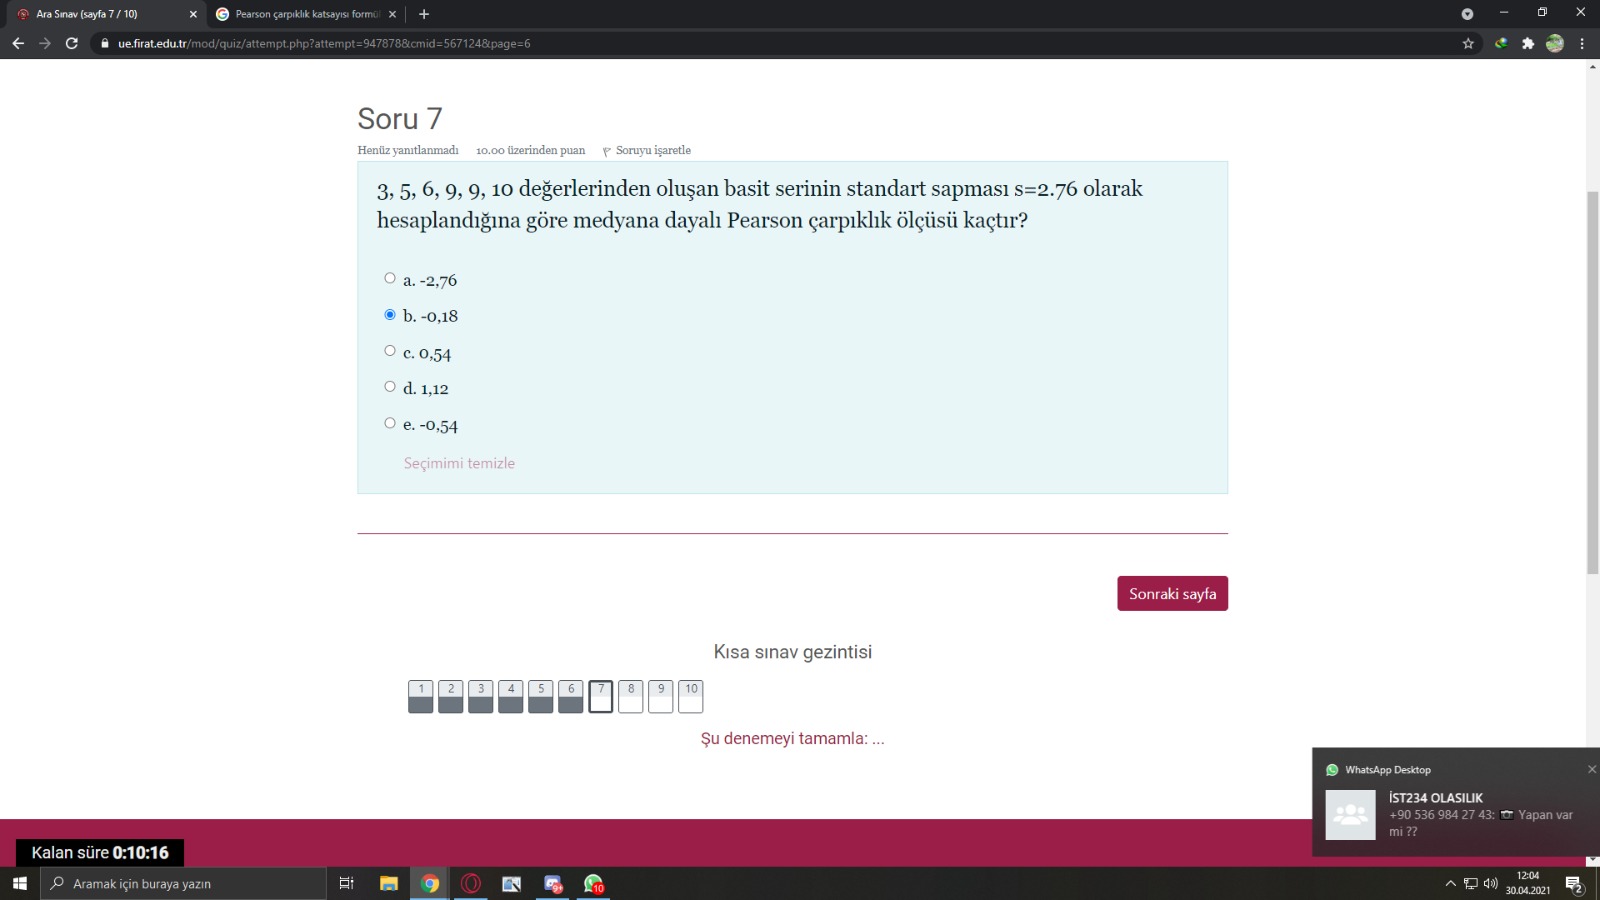 Ara Sınav (sayfa 7 / 10)
Pearson çarpıklık katsayısı formül
ue.firat.edu.tr/mod/quiz/attempt.php?attempt=947878&cmid=567124&page=6
Soru 7
Henüz yanıtlanmadı 10.00 üzerinden puan Soruyu işaretle
3, 5, 6, 9, 9, 10 değerlerinden oluşan basit serinin standart sapması s=2.76 olarak
hesaplandığına göre medyana dayalı Pearson çarpıklık ölçüsü kaçtır?
a. -2,76
b. -0,18
c. 0,54
d. 1,12
e. -0,54
Seçimimi temizle
Sonraki sayfa
Kısa sınav gezintisi
1 2 3 4 5 6 7 8 9 10
Şu denemeyi tamamla: ...
WhatsApp Desktop
İST234 OLASILIK
+90 536 984 27 43: 📷 Yapan var
mi ??
Kalan süre 0:10:16
Aramak için buraya yazın
9+
10
12:04
30.04.2021
2